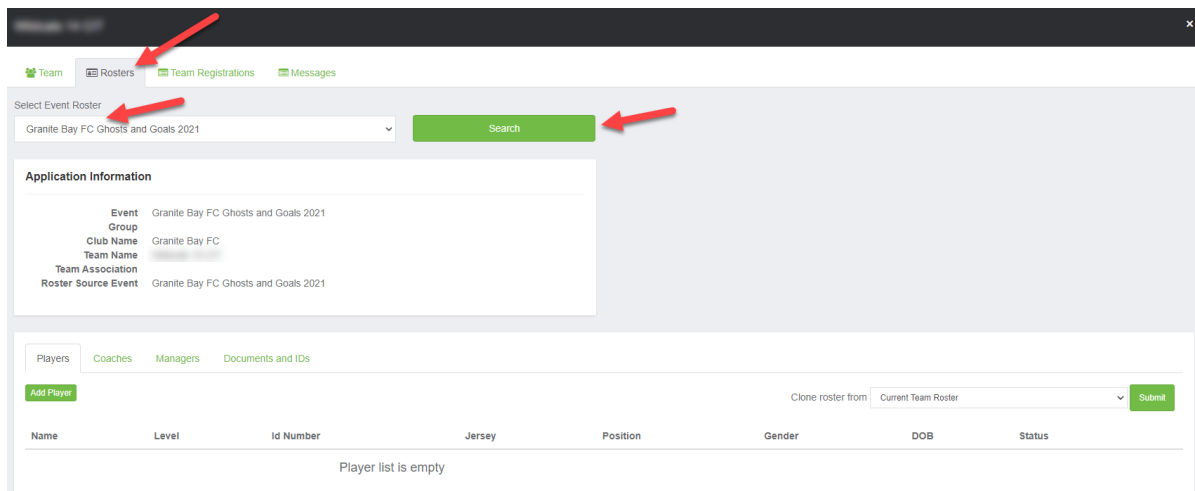 ×
Team Rosters Team Registrations Messages
Select Event Roster
Granite Bay FC Ghosts and Goals 2021 Search
Application Information
Event Granite Bay FC Ghosts and Goals 2021
Group
Club Name Granite Bay FC
Team Name
Team Association
Roster Source Event Granite Bay FC Ghosts and Goals 2021
Players Coaches Managers Documents and IDs
Add Player Clone roster from Current Team Roster Submit
Name Level Id Number Jersey Position Gender DOB Status
Player list is empty